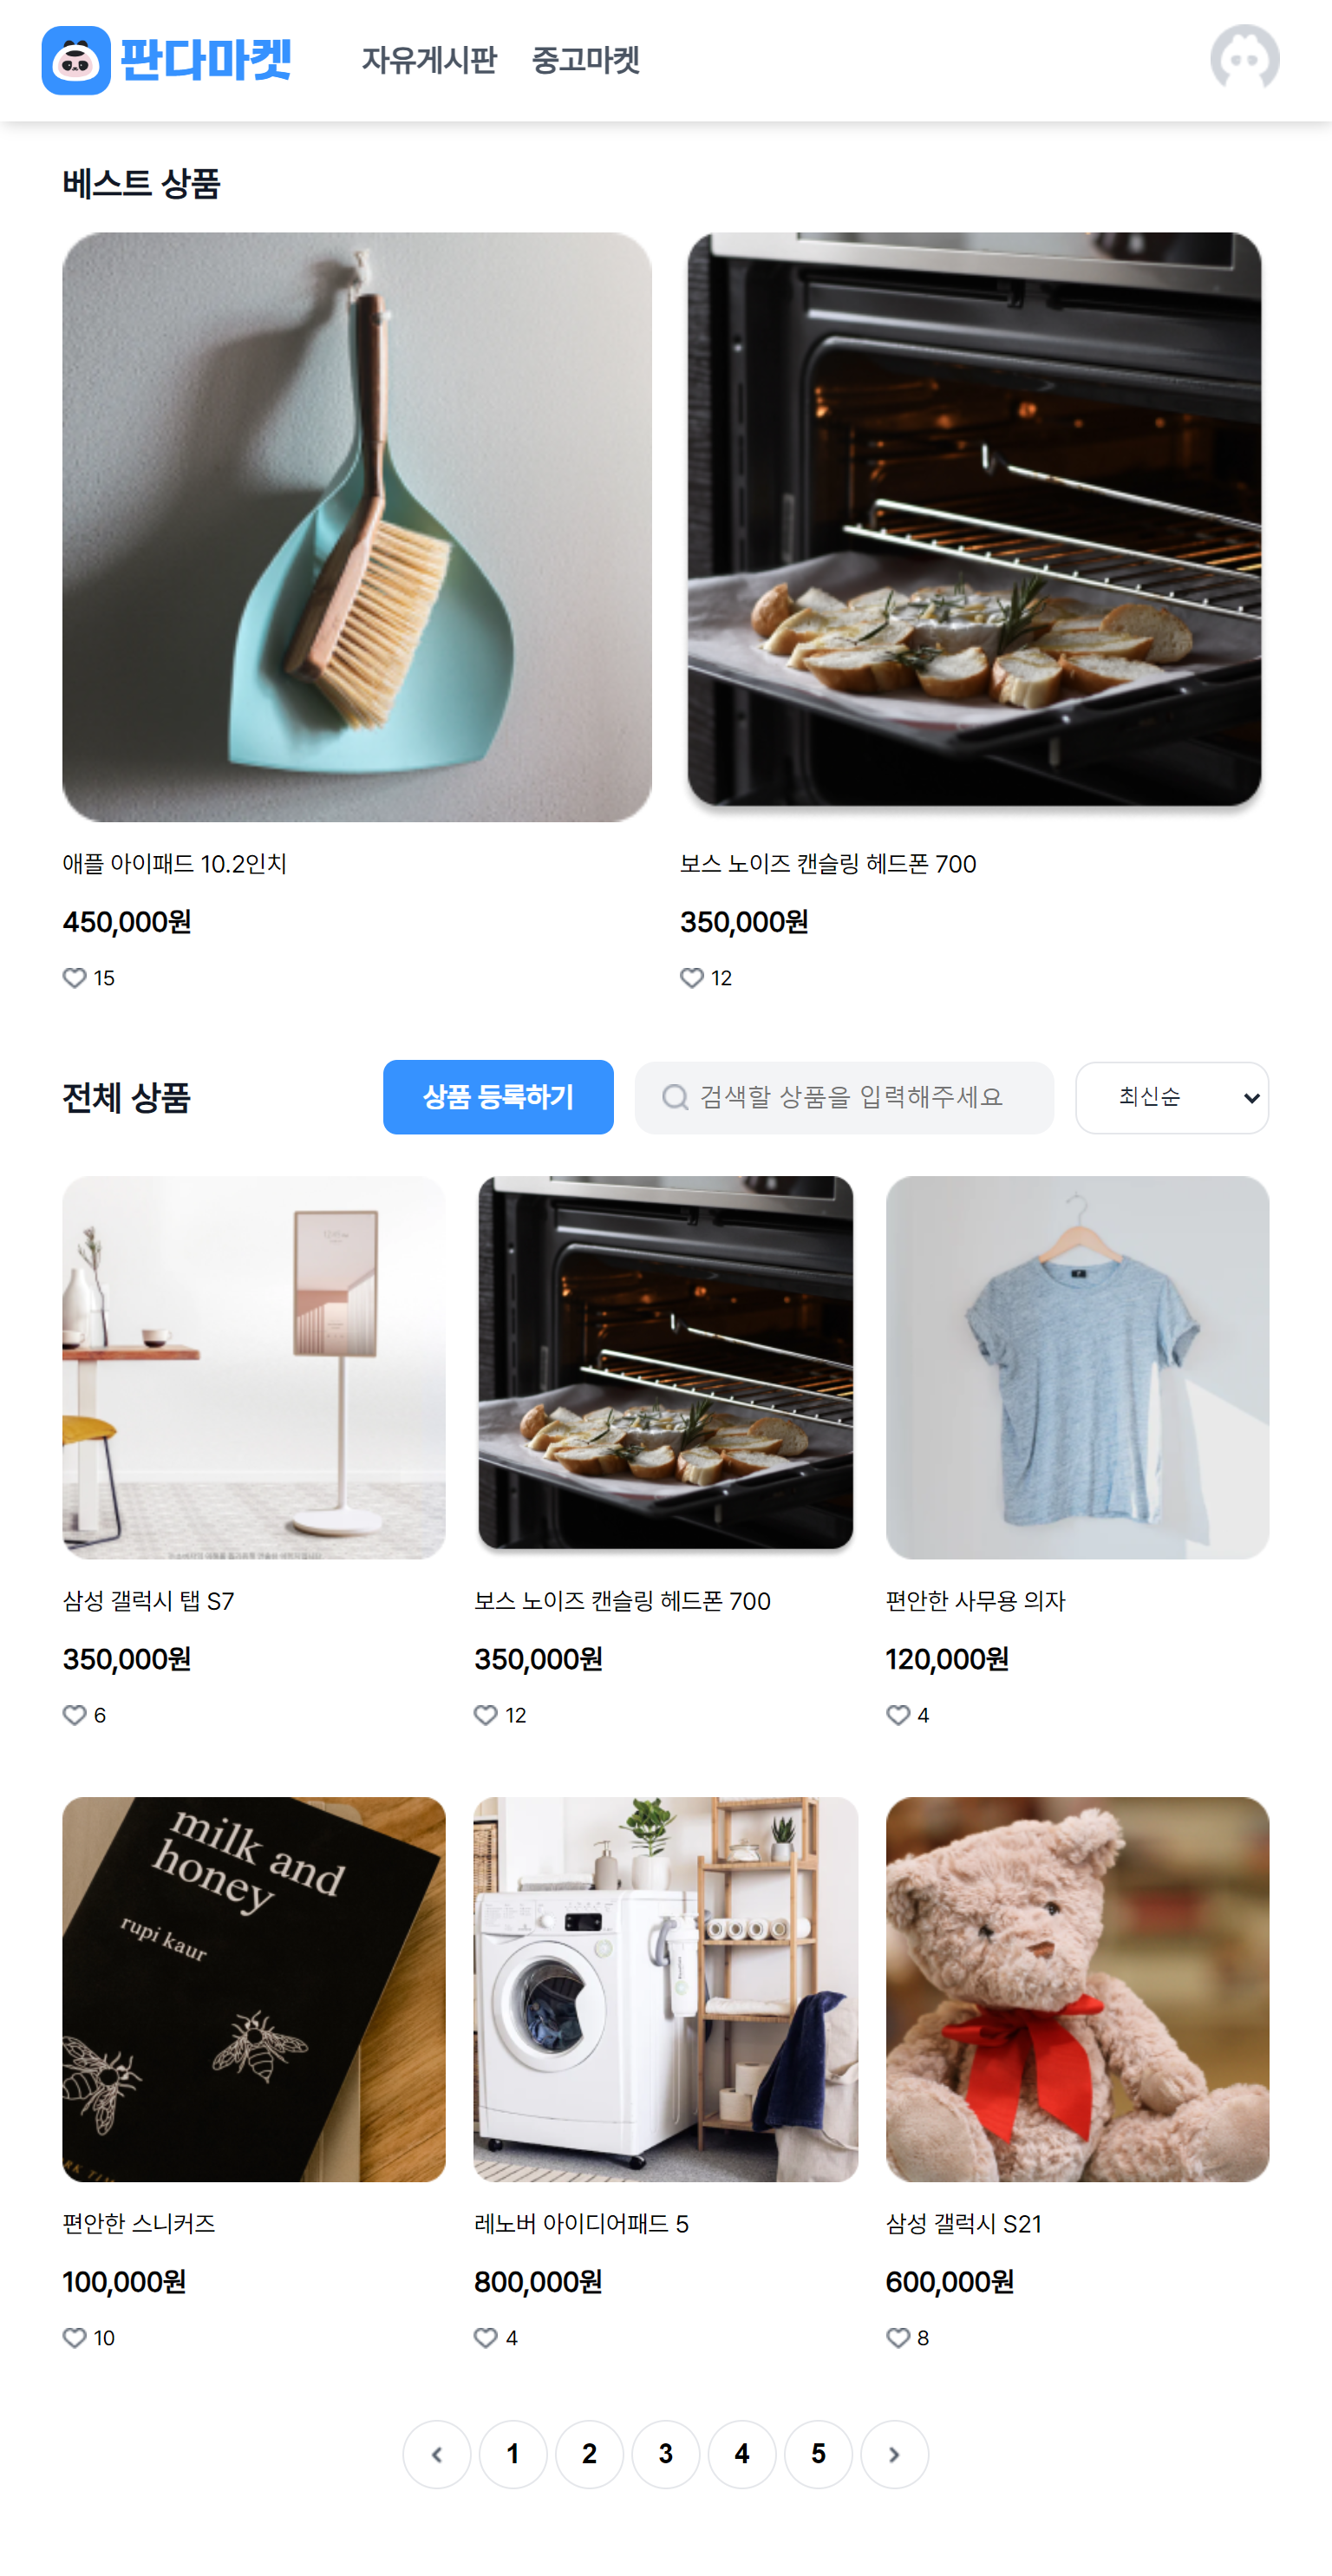 판다마켓
자유게시판 중고마켓
베스트 상품
애플 아이패드 10.2인치
450,000원
15
보스 노이즈 캔슬링 헤드폰 700
350,000원
12
전체 상품
상품 등록하기
검색할 상품을 입력해주세요
최신순
삼성 갤럭시 탭 S7
350,000원
6
보스 노이즈 캔슬링 헤드폰 700
350,000원
12
편안한 사무용 의자
120,000원
4
milk and
honey
rupi kaur
편안한 스니커즈
100,000원
10
레노버 아이디어패드 5
800,000원
4
삼성 갤럭시 S21
600,000원
8
1 2 3 4 5